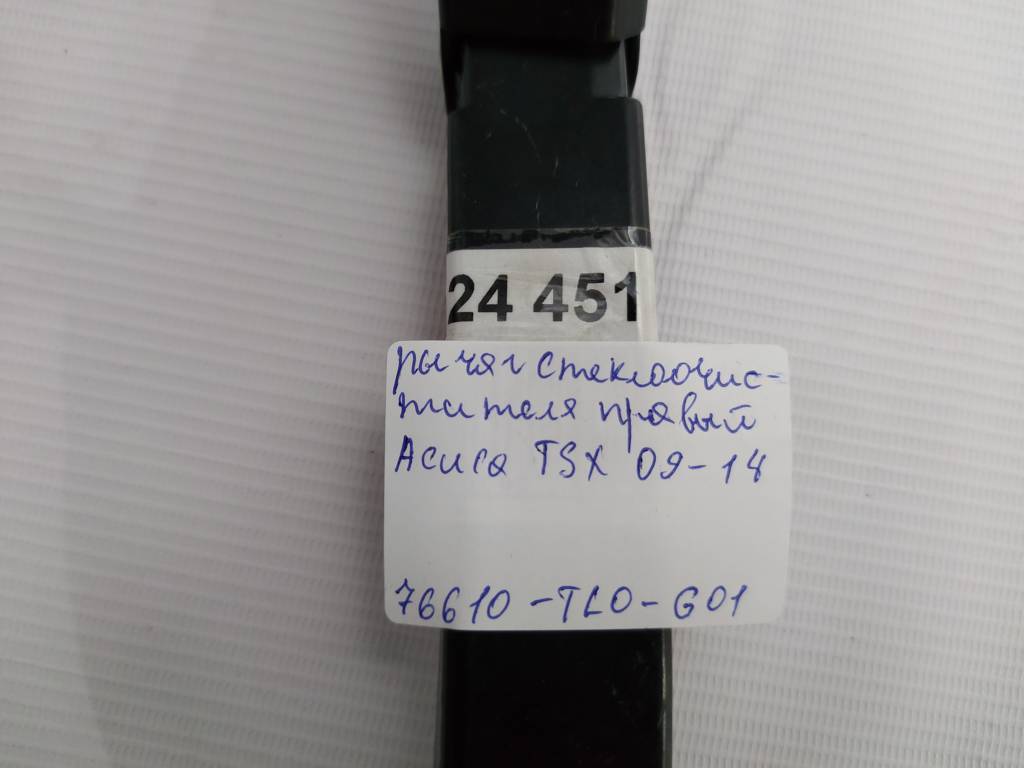 24 451
рычаг стеклоочис-
тителя правый
Acura TSX 09-14
76610-TL0-G01